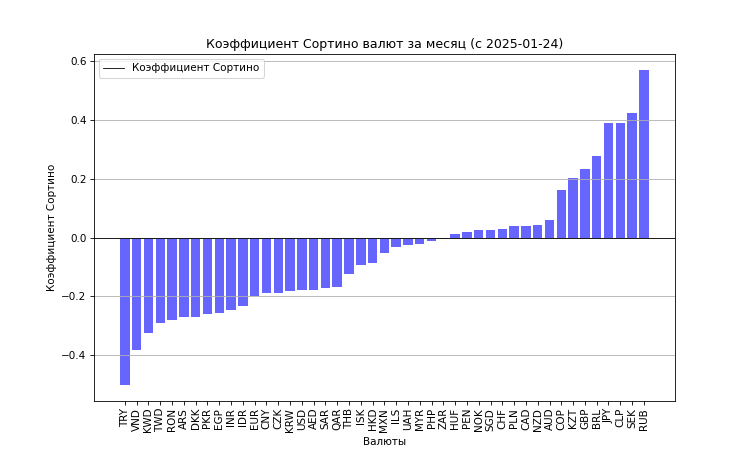 Коэффициент Сортино валют за месяц (с 2025-01-24)
Коэффициент Сортино
Коэффициент Сортино
0.6
0.4
0.2
0.0
−0.2
−0.4
TRY VND KWD TWD RON ARS DKK PKR EGP INR IDR EUR CNY CZK KRW USD AED SAR QAR THB ISK HKD MXN ILS UAH MYR PHP ZAR HUF PEN NOK SGD CHF PLN CAD NZD AUD COP KZT GBP BRL JPY CLP SEK RUB
Валюты